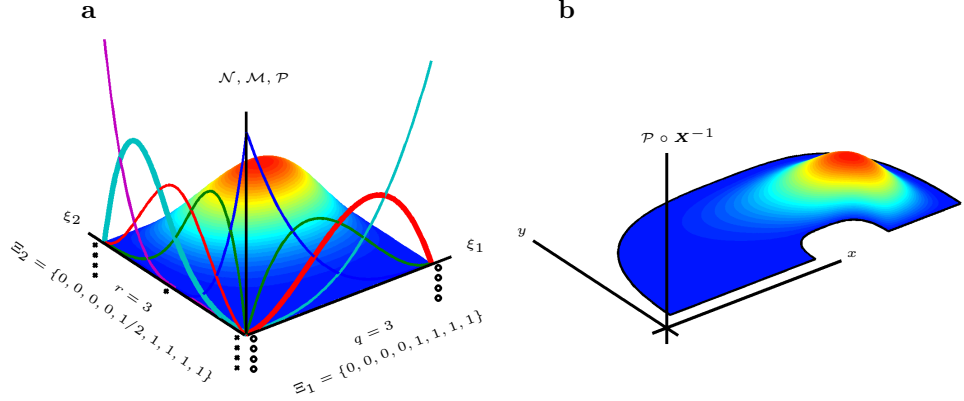 a
b
𝒩, ℳ, 𝒫
𝒫 ∘ 𝑿⁻¹
ξ₂
ξ₁
y
x
Ξ₂ = {0, 0, 0, 0, 1/2, 1, 1, 1, 1}
r = 3
q = 3
Ξ₁ = {0, 0, 0, 0, 1, 1, 1, 1}